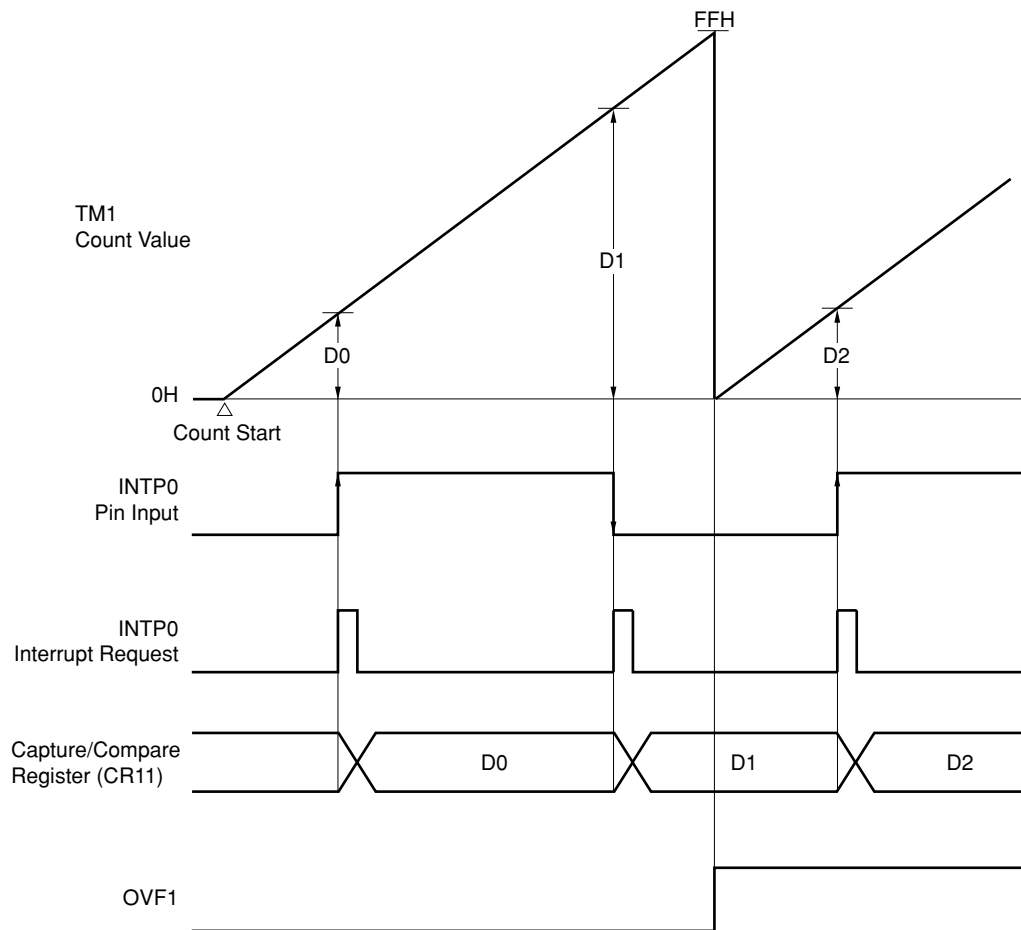 FFH
TM1
Count Value
D1
D0
D2
0H
Count Start
INTP0
Pin Input
INTP0
Interrupt Request
Capture/Compare
Register (CR11)
D0
D1
D2
OVF1